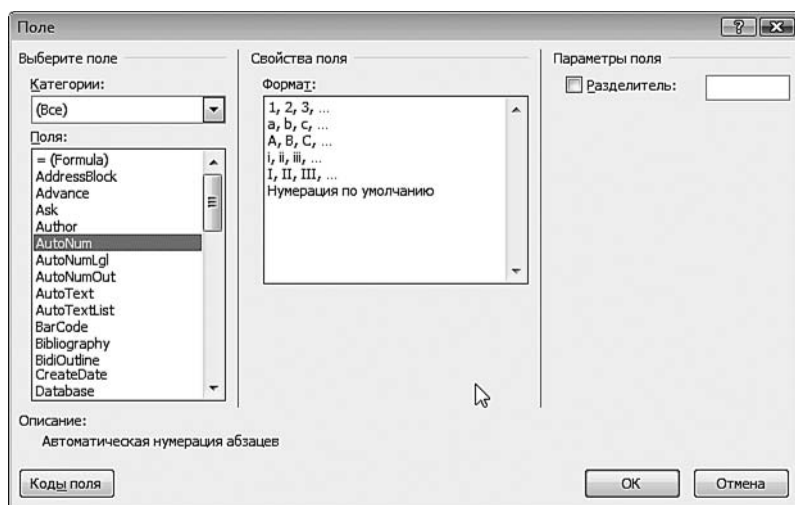 Поле
Выберите поле
Категории:
(Все)
Поля:
= (Formula)
AddressBlock
Advance
Ask
Author
AutoNum
AutoNumLgl
AutoNumOut
AutoText
AutoTextList
BarCode
Bibliography
BidiOutline
CreateDate
Database
Свойства поля
Формат:
1, 2, 3, ...
a, b, c, ...
A, B, C, ...
i, ii, iii, ...
I, II, III, ...
Нумерация по умолчанию
Параметры поля
Разделитель:
Описание:
Автоматическая нумерация абзацев
Коды поля
ОК
Отмена